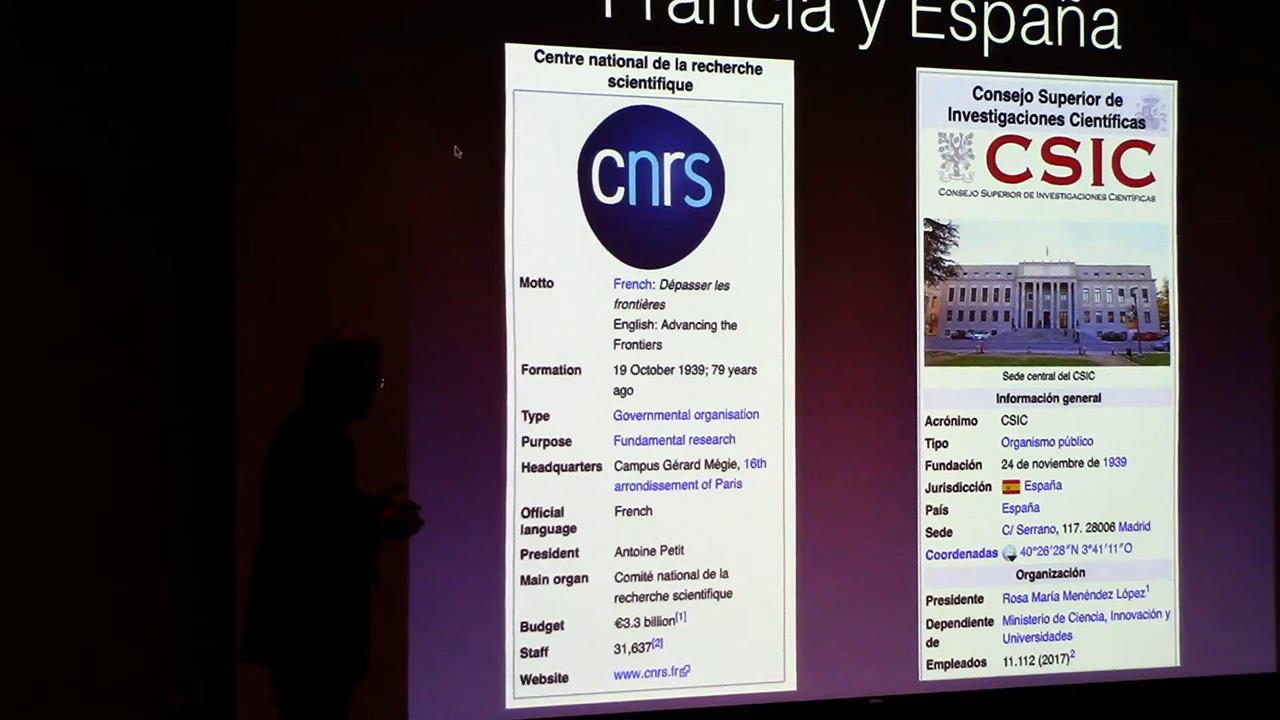 Francia y España
Centre national de la recherche
scientifique
cnrs
Motto French: Dépasser les
frontières
English: Advancing the
Frontiers
Formation 19 October 1939; 79 years
ago
Type Governmental organisation
Purpose Fundamental research
Headquarters Campus Gérard Mégie, 16th
arrondissement of Paris
Official French
language
President Antoine Petit
Main organ Comité national de la
recherche scientifique
Budget €3.3 billion[1]
Staff 31,637[2]
Website www.cnrs.fr
Consejo Superior de
Investigaciones Científicas
CSIC
CONSEJO SUPERIOR DE INVESTIGACIONES CIENTÍFICAS
Sede central del CSIC
Información general
Acrónimo CSIC
Tipo Organismo público
Fundación 24 de noviembre de 1939
Jurisdicción España
País España
Sede C/ Serrano, 117. 28006 Madrid
Coordenadas 40°26′28″N 3°41′11″O
Organización
Presidente Rosa María Menéndez López1
Dependiente Ministerio de Ciencia, Innovación y
de Universidades
Empleados 11.112 (2017)2